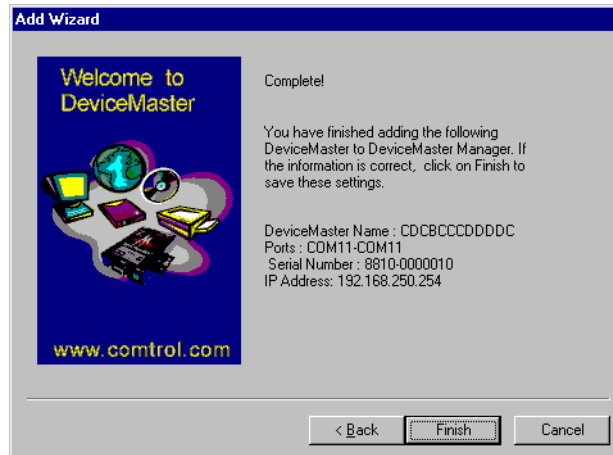 Add Wizard
Welcome to
DeviceMaster
www.comtrol.com
Complete!
You have finished adding the following
DeviceMaster to DeviceMaster Manager. If
the information is correct, click on Finish to
save these settings.
DeviceMaster Name : CDCBCCCDDDDC
Ports : COM11-COM11
Serial Number : 8810-0000010
IP Address: 192.168.250.254
< Back
Finish
Cancel